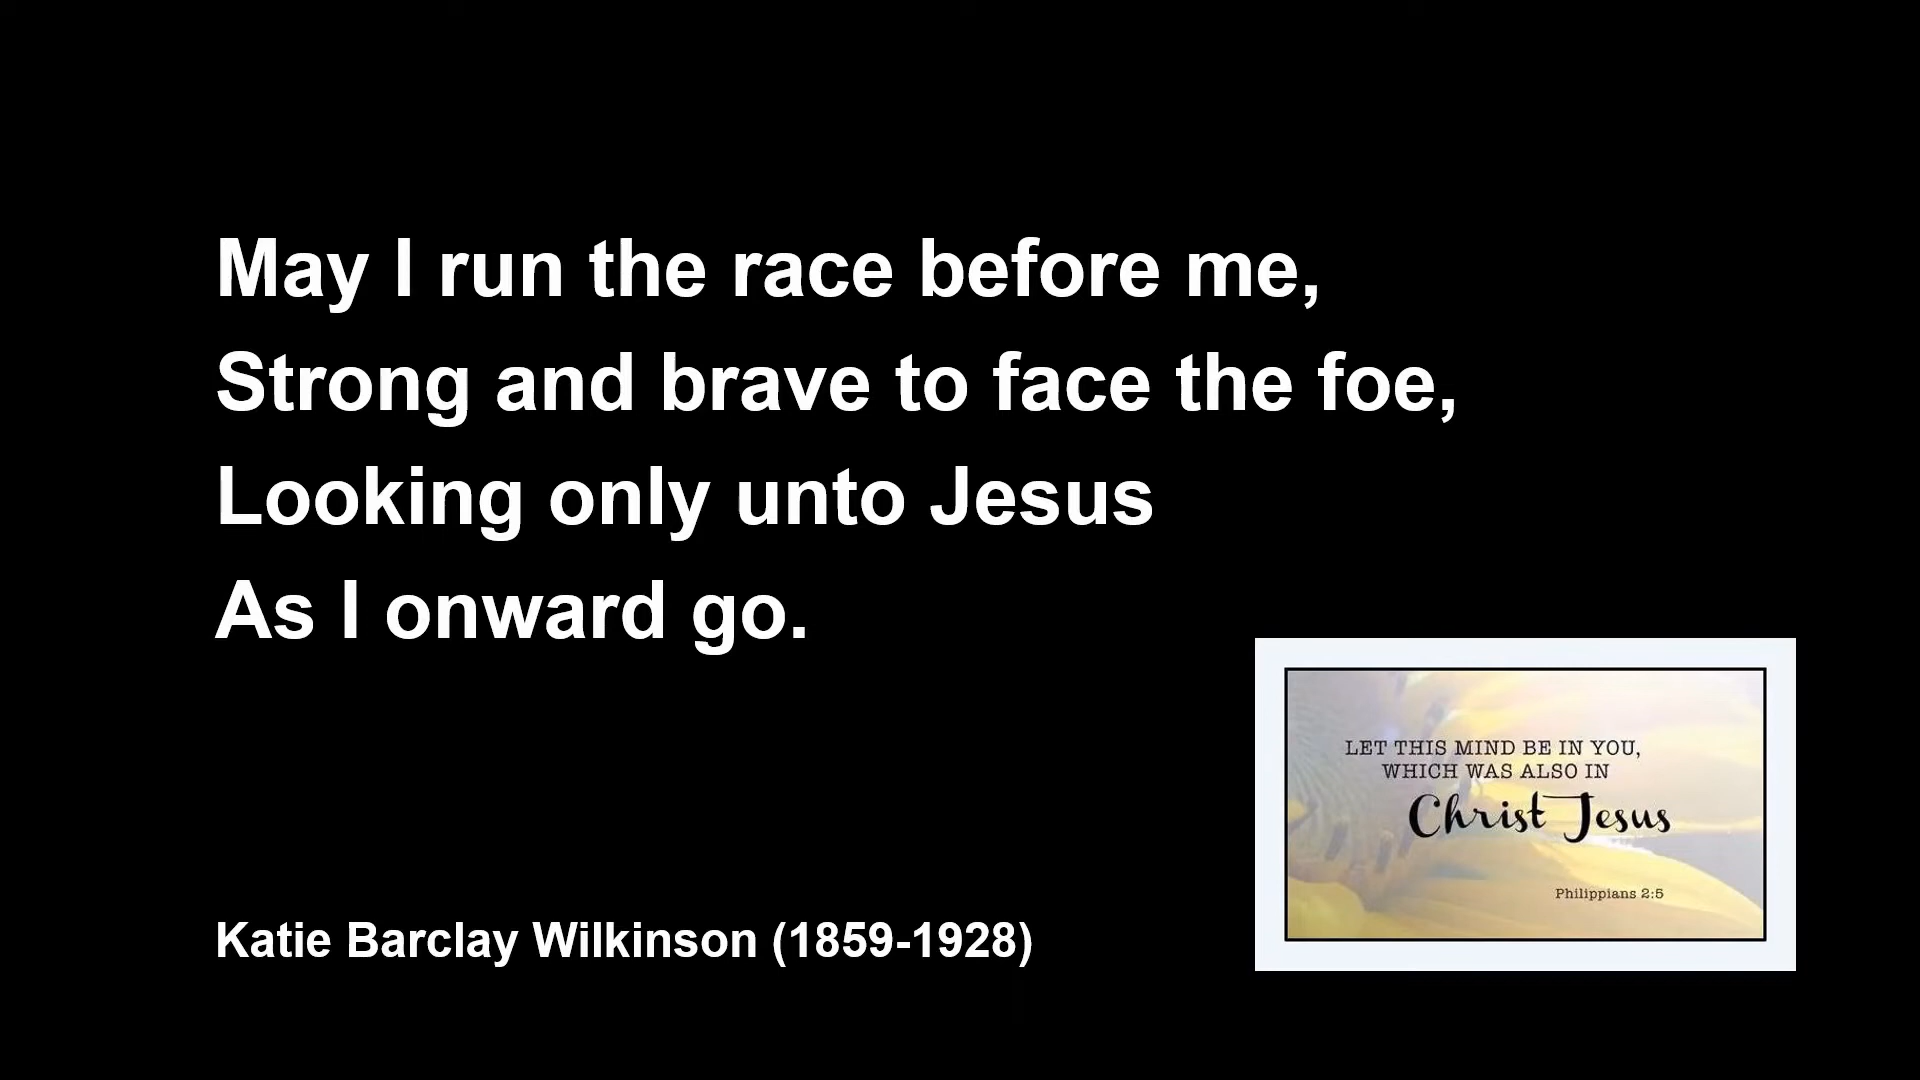 May I run the race before me,
Strong and brave to face the foe,
Looking only unto Jesus
As I onward go.
LET THIS MIND BE IN YOU,
WHICH WAS ALSO IN
Christ Jesus
Philippians 2:5
Katie Barclay Wilkinson (1859-1928)